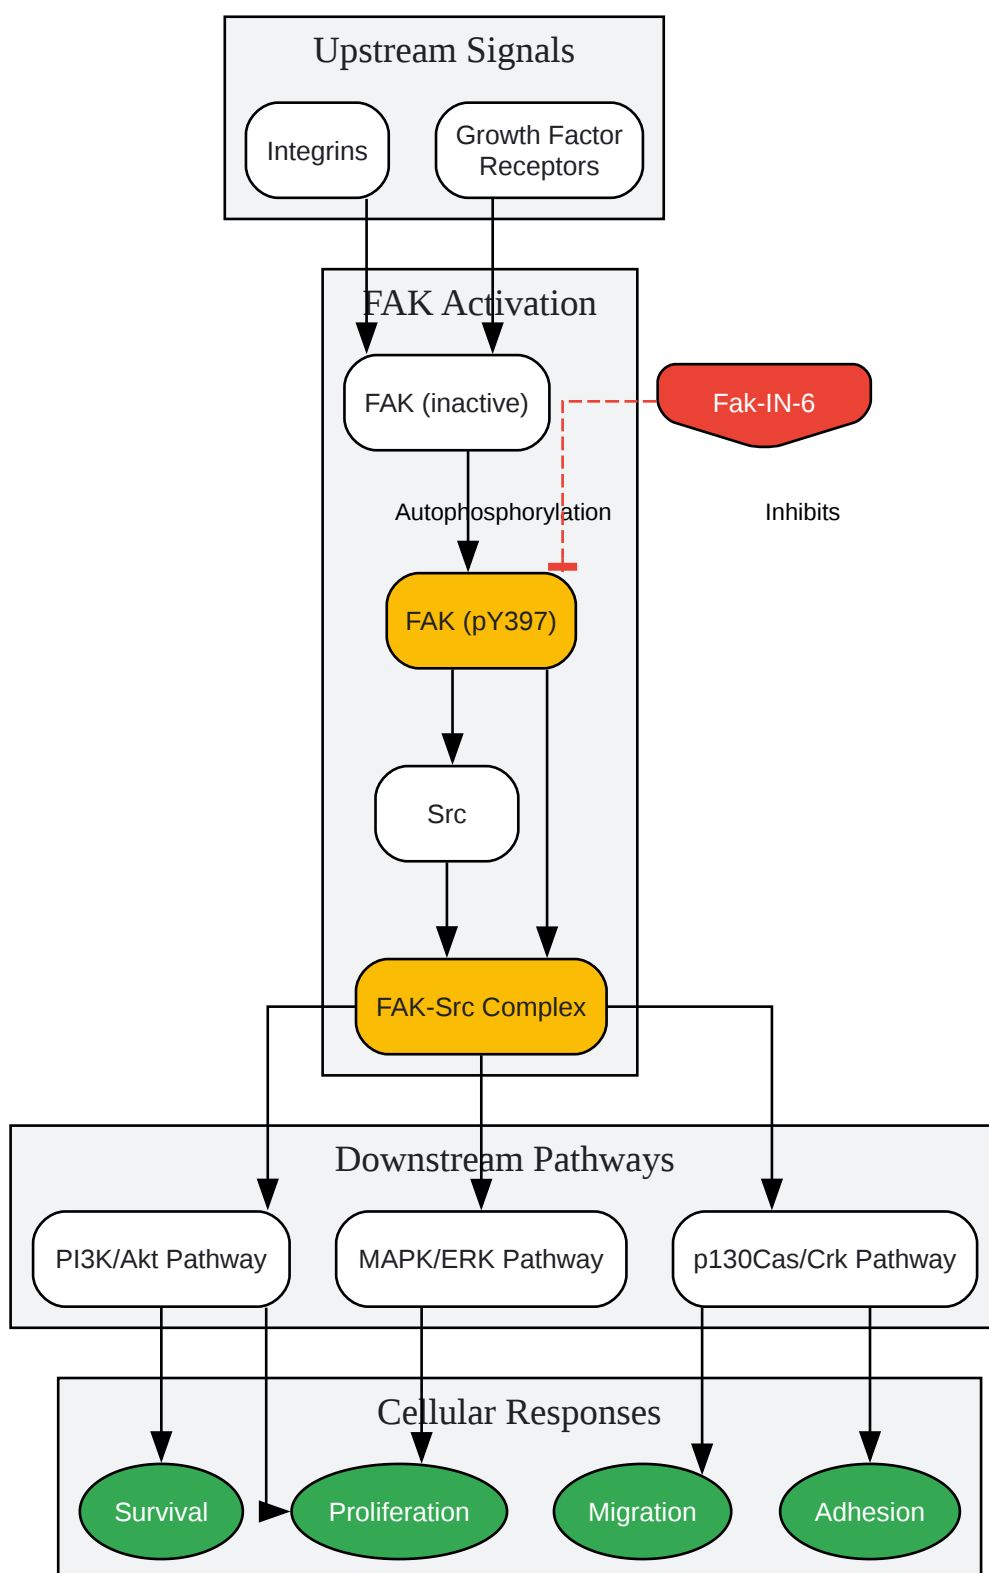 Upstream Signals
Integrins
Growth Factor
Receptors
FAK Activation
FAK (inactive)
Fak-IN-6
Autophosphorylation
Inhibits
FAK (pY397)
Src
FAK-Src Complex
Downstream Pathways
PI3K/Akt Pathway
MAPK/ERK Pathway
p130Cas/Crk Pathway
Cellular Responses
Survival
Proliferation
Migration
Adhesion